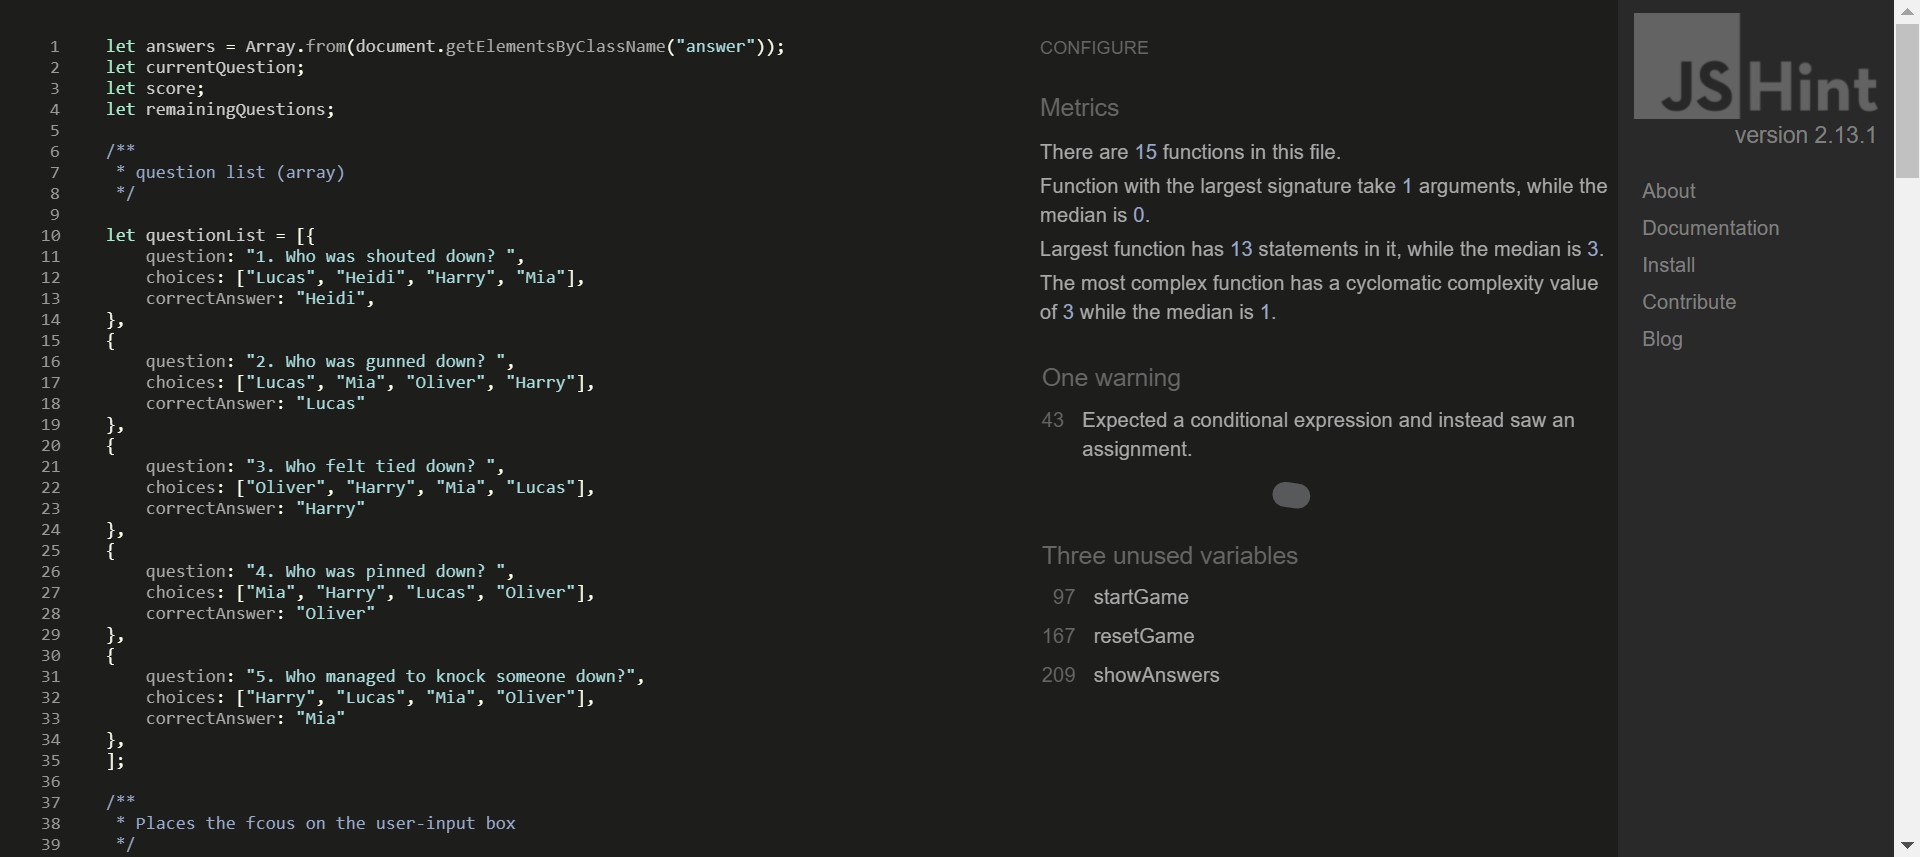 1 let answers = Array.from(document.getElementsByClassName("answer"));
2 let currentQuestion;
3 let score;
4 let remainingQuestions;
5
6 /**
7 * question list (array)
8 */
9
10 let questionList = [{
11 question: "1. Who was shouted down? ",
12 choices: ["Lucas", "Heidi", "Harry", "Mia"],
13 correctAnswer: "Heidi",
14 },
15 {
16 question: "2. Who was gunned down? ",
17 choices: ["Lucas", "Mia", "Oliver", "Harry"],
18 correctAnswer: "Lucas"
19 },
20 {
21 question: "3. Who felt tied down? ",
22 choices: ["Oliver", "Harry", "Mia", "Lucas"],
23 correctAnswer: "Harry"
24 },
25 {
26 question: "4. Who was pinned down? ",
27 choices: ["Mia", "Harry", "Lucas", "Oliver"],
28 correctAnswer: "Oliver"
29 },
30 {
31 question: "5. Who managed to knock someone down?",
32 choices: ["Harry", "Lucas", "Mia", "Oliver"],
33 correctAnswer: "Mia"
34 },
35 ];
36
37 /**
38 * Places the fcous on the user-input box
39 */
CONFIGURE
Metrics
There are 15 functions in this file.
Function with the largest signature take 1 arguments, while the
median is 0.
Largest function has 13 statements in it, while the median is 3.
The most complex function has a cyclomatic complexity value
of 3 while the median is 1.
One warning
43 Expected a conditional expression and instead saw an
assignment.
Three unused variables
97 startGame
167 resetGame
209 showAnswers
JSHint
version 2.13.1
About
Documentation
Install
Contribute
Blog